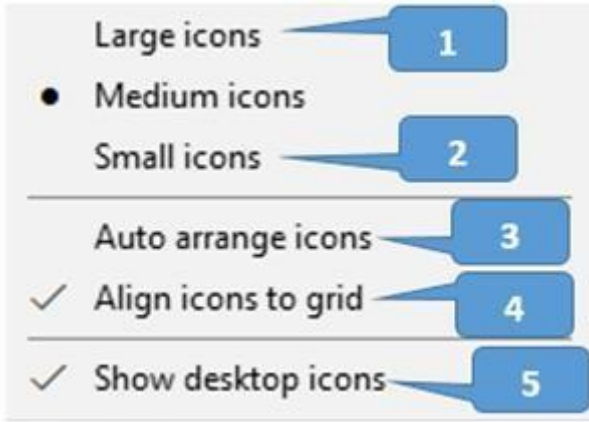 Large icons 1
Medium icons
Small icons 2
Auto arrange icons 3
Align icons to grid 4
Show desktop icons 5